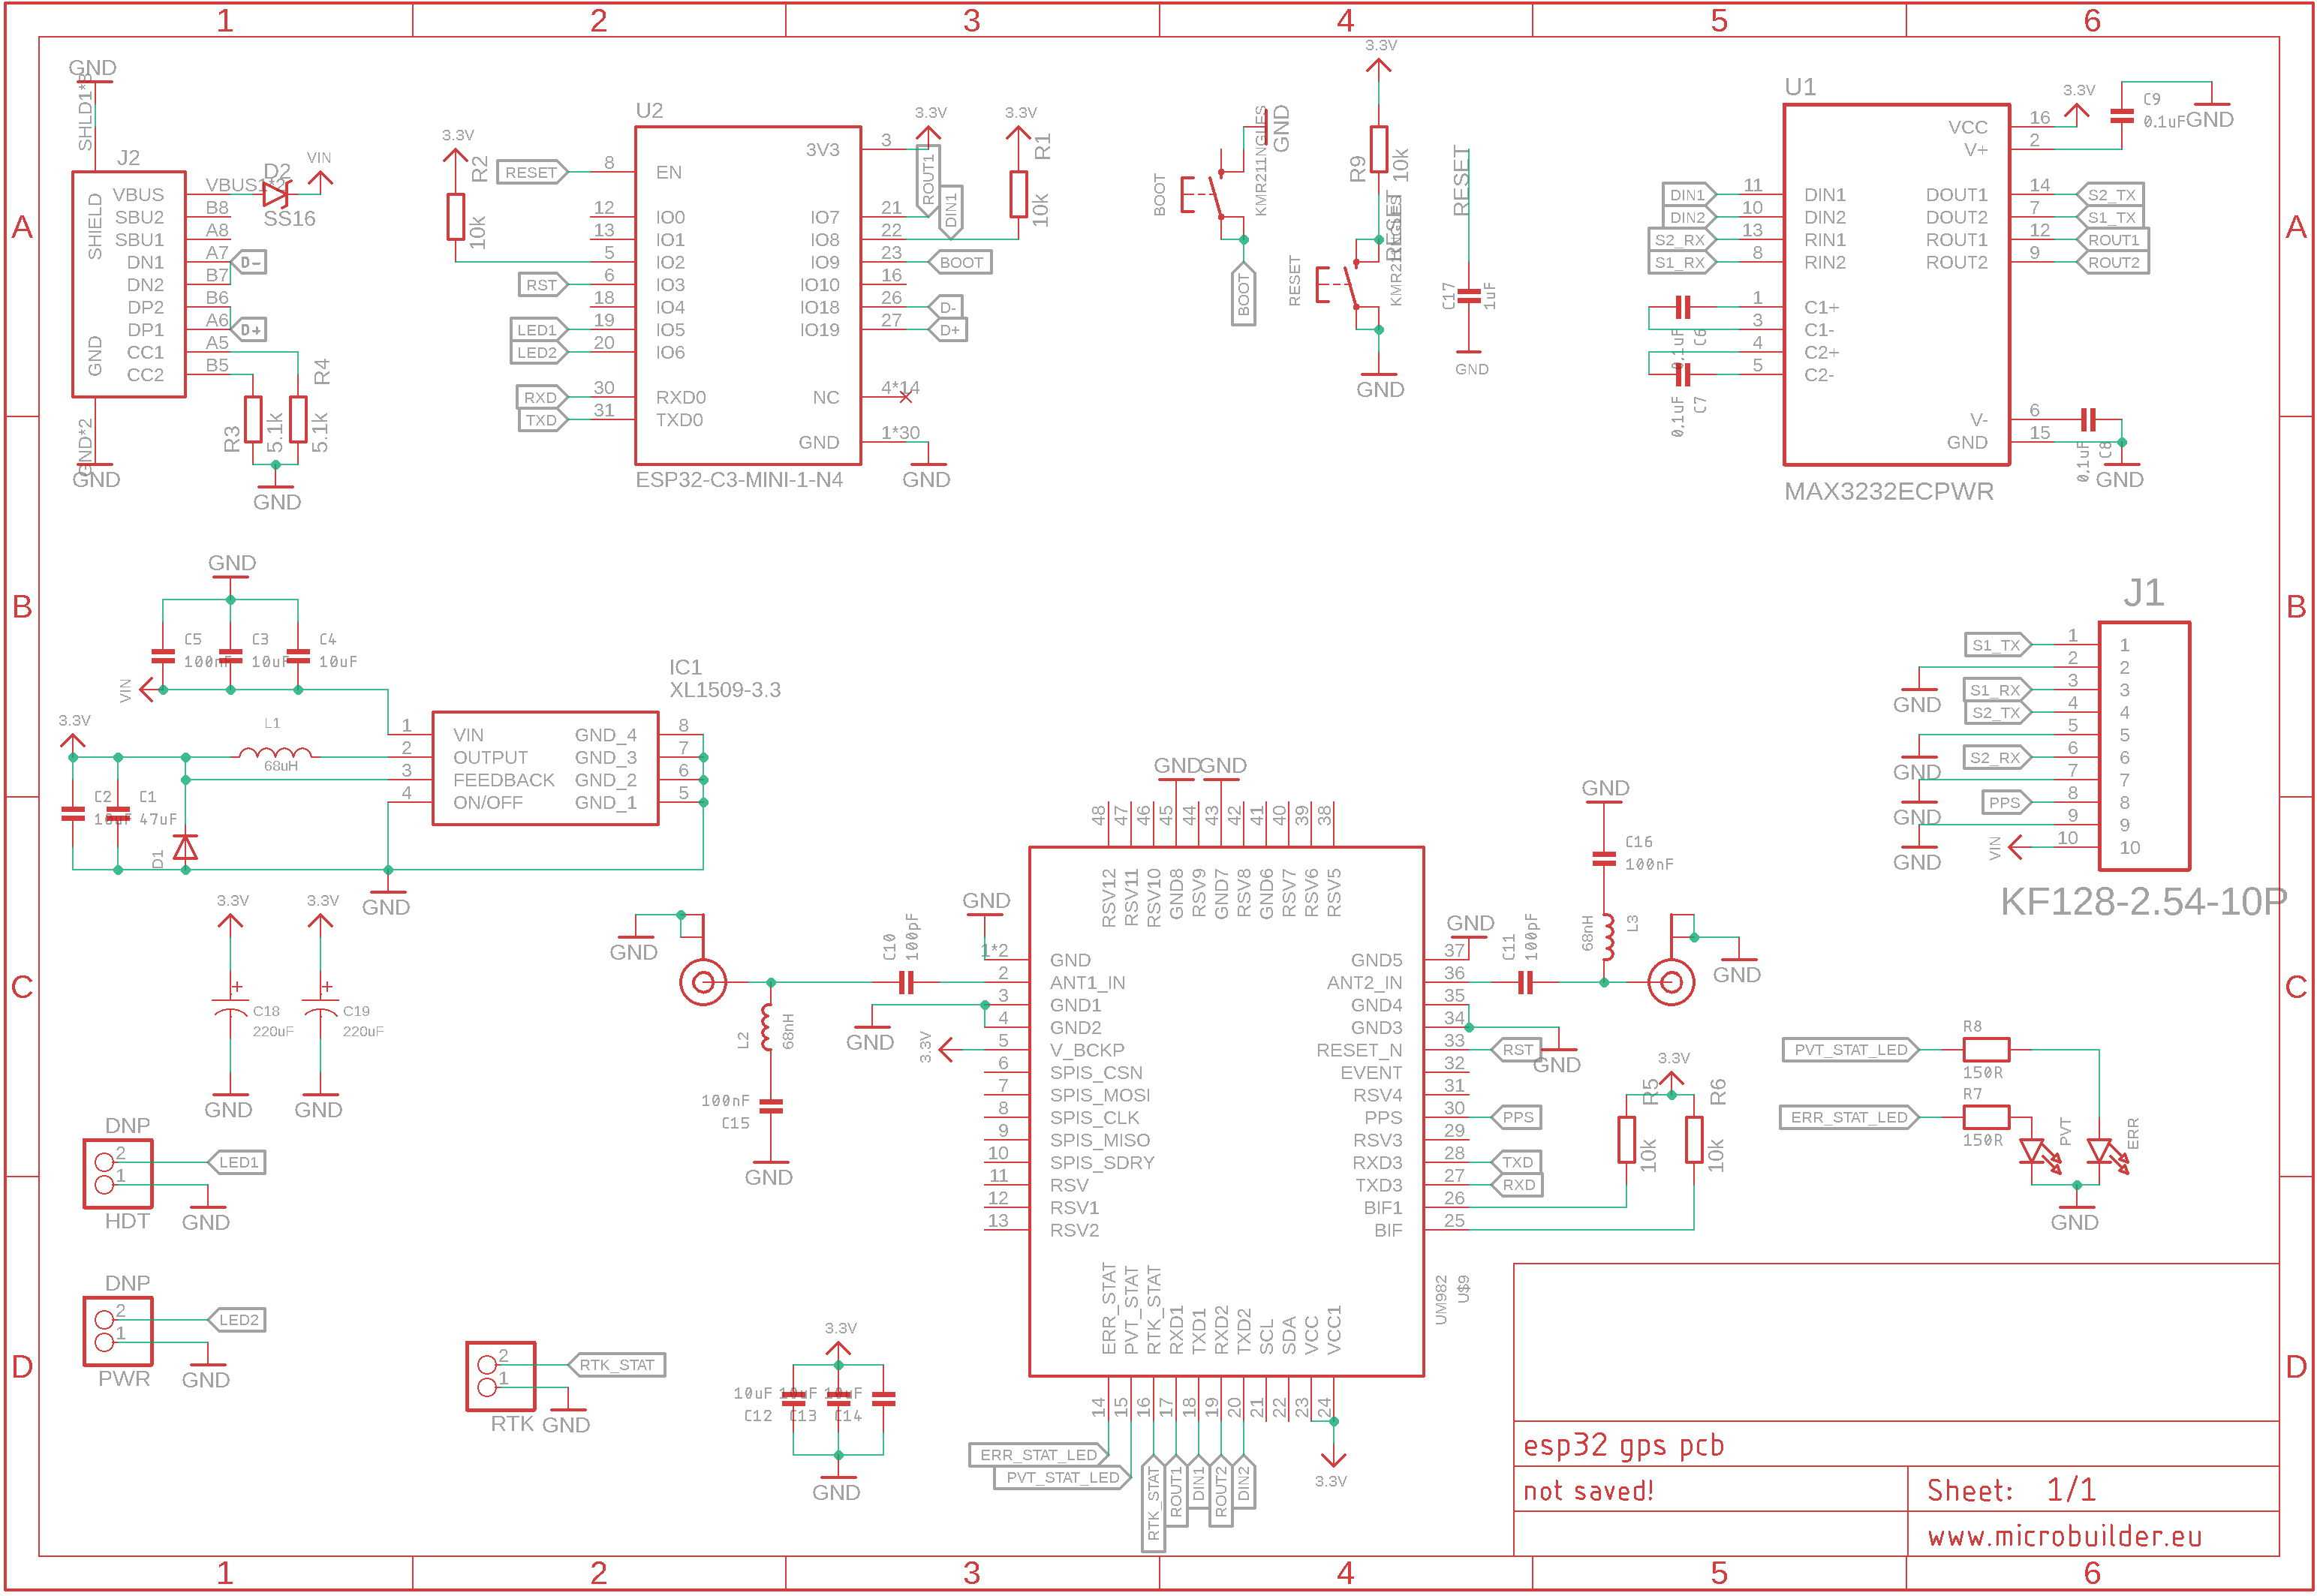 1 2 3 4 5 6
A
B
C
D
A
B
C
D
1 2 3 4 5 6
GND
SHLD1*
J2
SHIELD
GND
VBUS
SBU2
SBU1
DN1
DN2
DP2
DP1
CC1
CC2
VBUS1*2
B8
A8
A7
B7
B6
A6
A5
B5
D2
SS16
VIN
D-
D+
R4
5.1k
R3
5.1k
GND
GND*2
GND
3.3V
R2
10k
U2
RESET 8 EN
12 IO0
13 IO1
5 IO2
RST 6 IO3
18 IO4
LED1 19 IO5
LED2 20 IO6
RXD 30 RXD0
TXD 31 TXD0
3V3 3
IO7 21
IO8 22
IO9 23 BOOT
IO10 16
IO18 26 D-
IO19 27 D+
NC 4*14
GND 1*30
GND
3.3V
ROUT1
DIN1
3.3V
R1
10k
ESP32-C3-MINI-1-N4
BOOT
KMR211NGLES
GND
BOOT
3.3V
R9
10k
RESET
RESET
GND
RESET
C17
1uF
GND
U1
VCC 16
V+ 2
3.3V
C9
0.1uF
GND
DIN1 11 DIN1
DIN2 10 DIN2
S2_RX 13 RIN1
S1_RX 8 RIN2
1 C1+
3 C1-
4 C2+
5 C2-
DOUT1 14 S2_TX
DOUT2 7 S1_TX
ROUT1 12 ROUT1
ROUT2 9 ROUT2
V- 6
GND 15
0.1uF
C6
0.1uF
C7
0.1uF
C8
GND
MAX3232ECPWR
GND
C5
100nF
C3
10uF
C4
10uF
VIN
3.3V
L1
68uH
IC1
XL1509-3.3
1 VIN
2 OUTPUT
3 FEEDBACK
4 ON/OFF
GND_4 8
GND_3 7
GND_2 6
GND_1 5
C2
10uF
C1
47uF
D1
GND
3.3V
C18
220uF
GND
3.3V
C19
220uF
GND
J1
S1_TX 1 1
2 2
GND
S1_RX 3 3
S2_TX 4 4
5 5
GND
S2_RX 6 6
7 7
GND
PPS 8 8
9 9
GND
VIN 10 10
KF128-2.54-10P
DNP
2
1
LED1
GND
HDT
DNP
2
1
LED2
GND
PWR
2
1
RTK_STAT
GND
RTK
3.3V
10uF 10uF 10uF
C12 C13 C14
GND
GND
L2
68nH
100nF
C15
GND
C10
100pF
GND
GND
3.3V
GND GND
48 47 46 45 44 43 42 41 40 39 38
RSV12
RSV11
RSV10
GND8
RSV9
GND7
RSV8
GND6
RSV7
RSV6
RSV5
1*2 GND
2 ANT1_IN
3 GND1
4 GND2
5 V_BCKP
6 SPIS_CSN
7 SPIS_MOSI
8 SPIS_CLK
9 SPIS_MISO
10 SPIS_SDRY
11 RSV
12 RSV1
13 RSV2
GND5 37
ANT2_IN 36
GND4 35
GND3 34
RESET_N 33 RST
EVENT 32
RSV4 31
PPS 30 PPS
RSV3 29
RXD3 28 TXD
TXD3 27 RXD
BIF1 26
BIF 25
ERR_STAT
PVT_STAT
RTK_STAT
RXD1
TXD1
RXD2
TXD2
SCL
SDA
VCC
VCC1
14 15 16 17 18 19 20 21 22 23 24
ERR_STAT_LED
PVT_STAT_LED
RTK_STAT
ROUT1
DIN1
ROUT2
DIN2
3.3V
UM982
U$9
GND
C11
100pF
GND
C16
100nF
68nH
L3
GND
GND
3.3V
R5
10k
R6
10k
PVT_STAT_LED
R8
150R
ERR_STAT_LED
R7
150R
PVT
ERR
GND
esp32 gps pcb
not saved!
Sheet: 1/1
www.microbuilder.eu